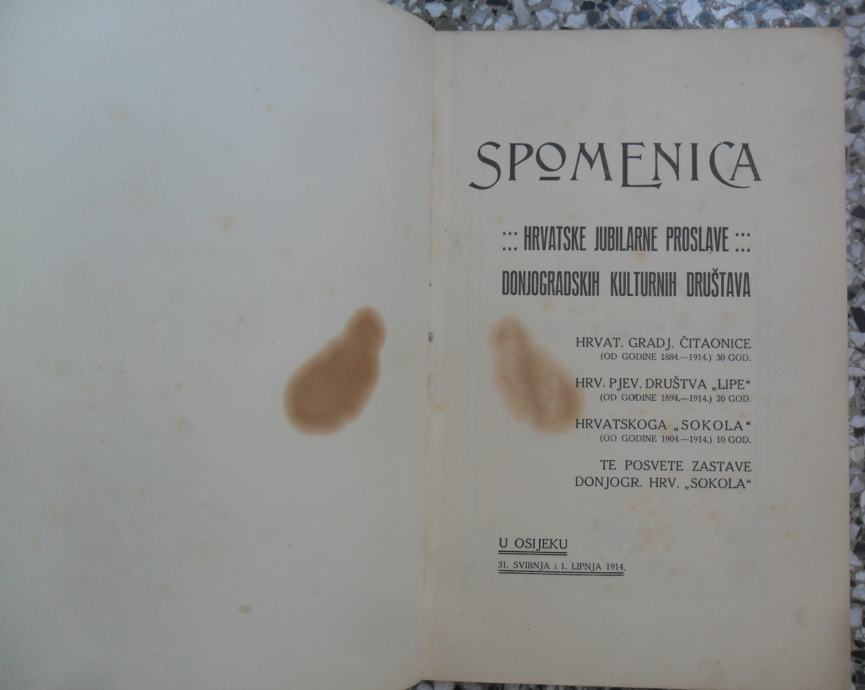 SPOMENICA
::: HRVATSKE JUBILARNE PROSLAVE :::
DONJOGRADSKIH KULTURNIH DRUŠTAVA
HRVAT. GRADJ. ČITAONICE
(OD GODINE 1884.—1914.) 30 GOD.
HRV. PJEV. DRUŠTVA „LIPE“
(OD GODINE 1894.—1914.) 20 GOD.
HRVATSKOGA „SOKOLA“
(OD GODINE 1904.—1914.) 10 GOD.
TE POSVETE ZASTAVE
DONJOGR. HRV. „SOKOLA“
U OSIJEKU
31. SVIBNJA i 1. LIPNJA 1914.